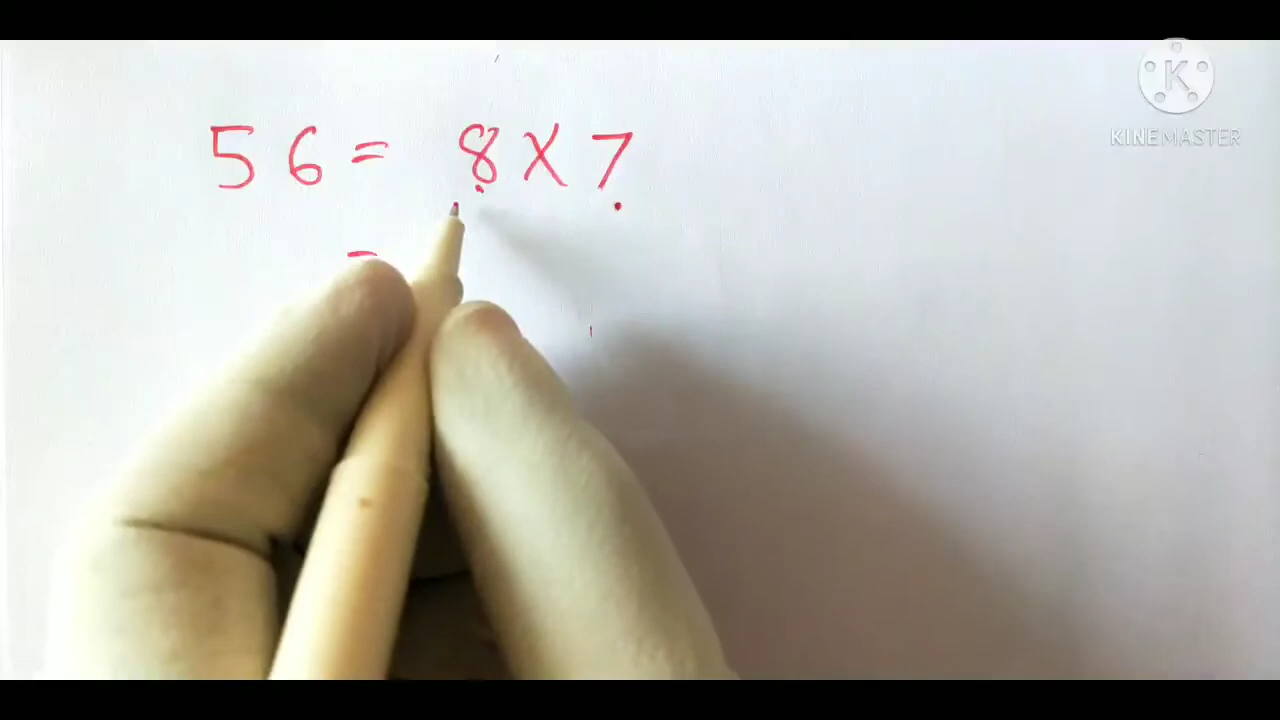 56 = 8 X 7
=
K
KINEMASTER